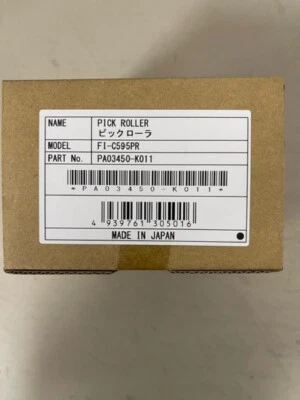 NAME PICK ROLLER
ピックローラ
MODEL FI-C595PR
PART No. PA03450-K011
*PA03450-K011*
4 939761 305016
MADE IN JAPAN